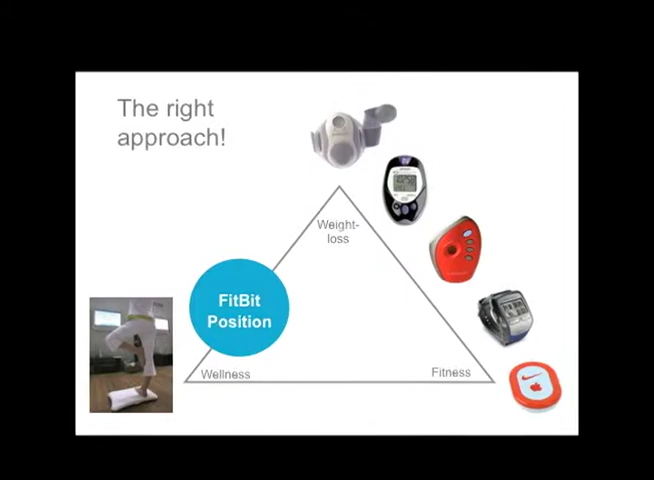 The right
approach!
Weight-
loss
FitBit
Position
Wellness
Fitness